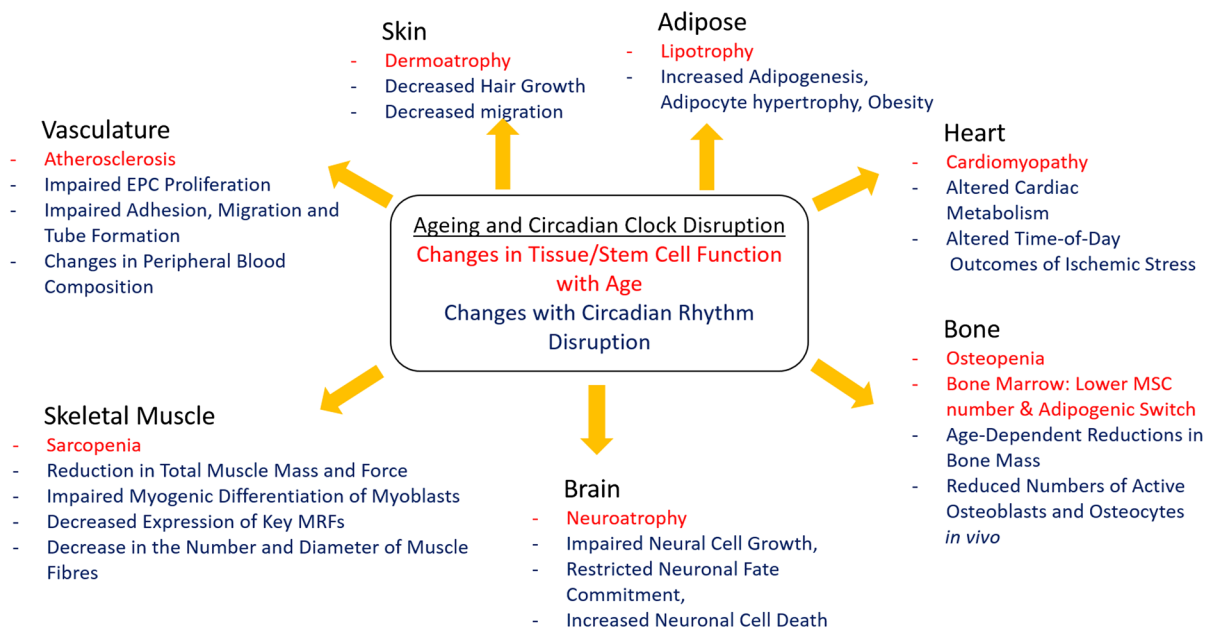 Skin
- Dermoatrophy
- Decreased Hair Growth
- Decreased migration
Adipose
- Lipotrophy
- Increased Adipogenesis,
Adipocyte hypertrophy, Obesity
Vasculature
- Atherosclerosis
- Impaired EPC Proliferation
- Impaired Adhesion, Migration and
Tube Formation
- Changes in Peripheral Blood
Composition
Heart
- Cardiomyopathy
- Altered Cardiac
Metabolism
- Altered Time-of-Day
Outcomes of Ischemic Stress
Ageing and Circadian Clock Disruption
Changes in Tissue/Stem Cell Function
with Age
Changes with Circadian Rhythm
Disruption
Skeletal Muscle
- Sarcopenia
- Reduction in Total Muscle Mass and Force
- Impaired Myogenic Differentiation of Myoblasts
- Decreased Expression of Key MRFs
- Decrease in the Number and Diameter of Muscle
Fibres
Brain
- Neuroatrophy
- Impaired Neural Cell Growth,
- Restricted Neuronal Fate
Commitment,
- Increased Neuronal Cell Death
Bone
- Osteopenia
- Bone Marrow: Lower MSC
number & Adipogenic Switch
- Age-Dependent Reductions in
Bone Mass
- Reduced Numbers of Active
Osteoblasts and Osteocytes
in vivo